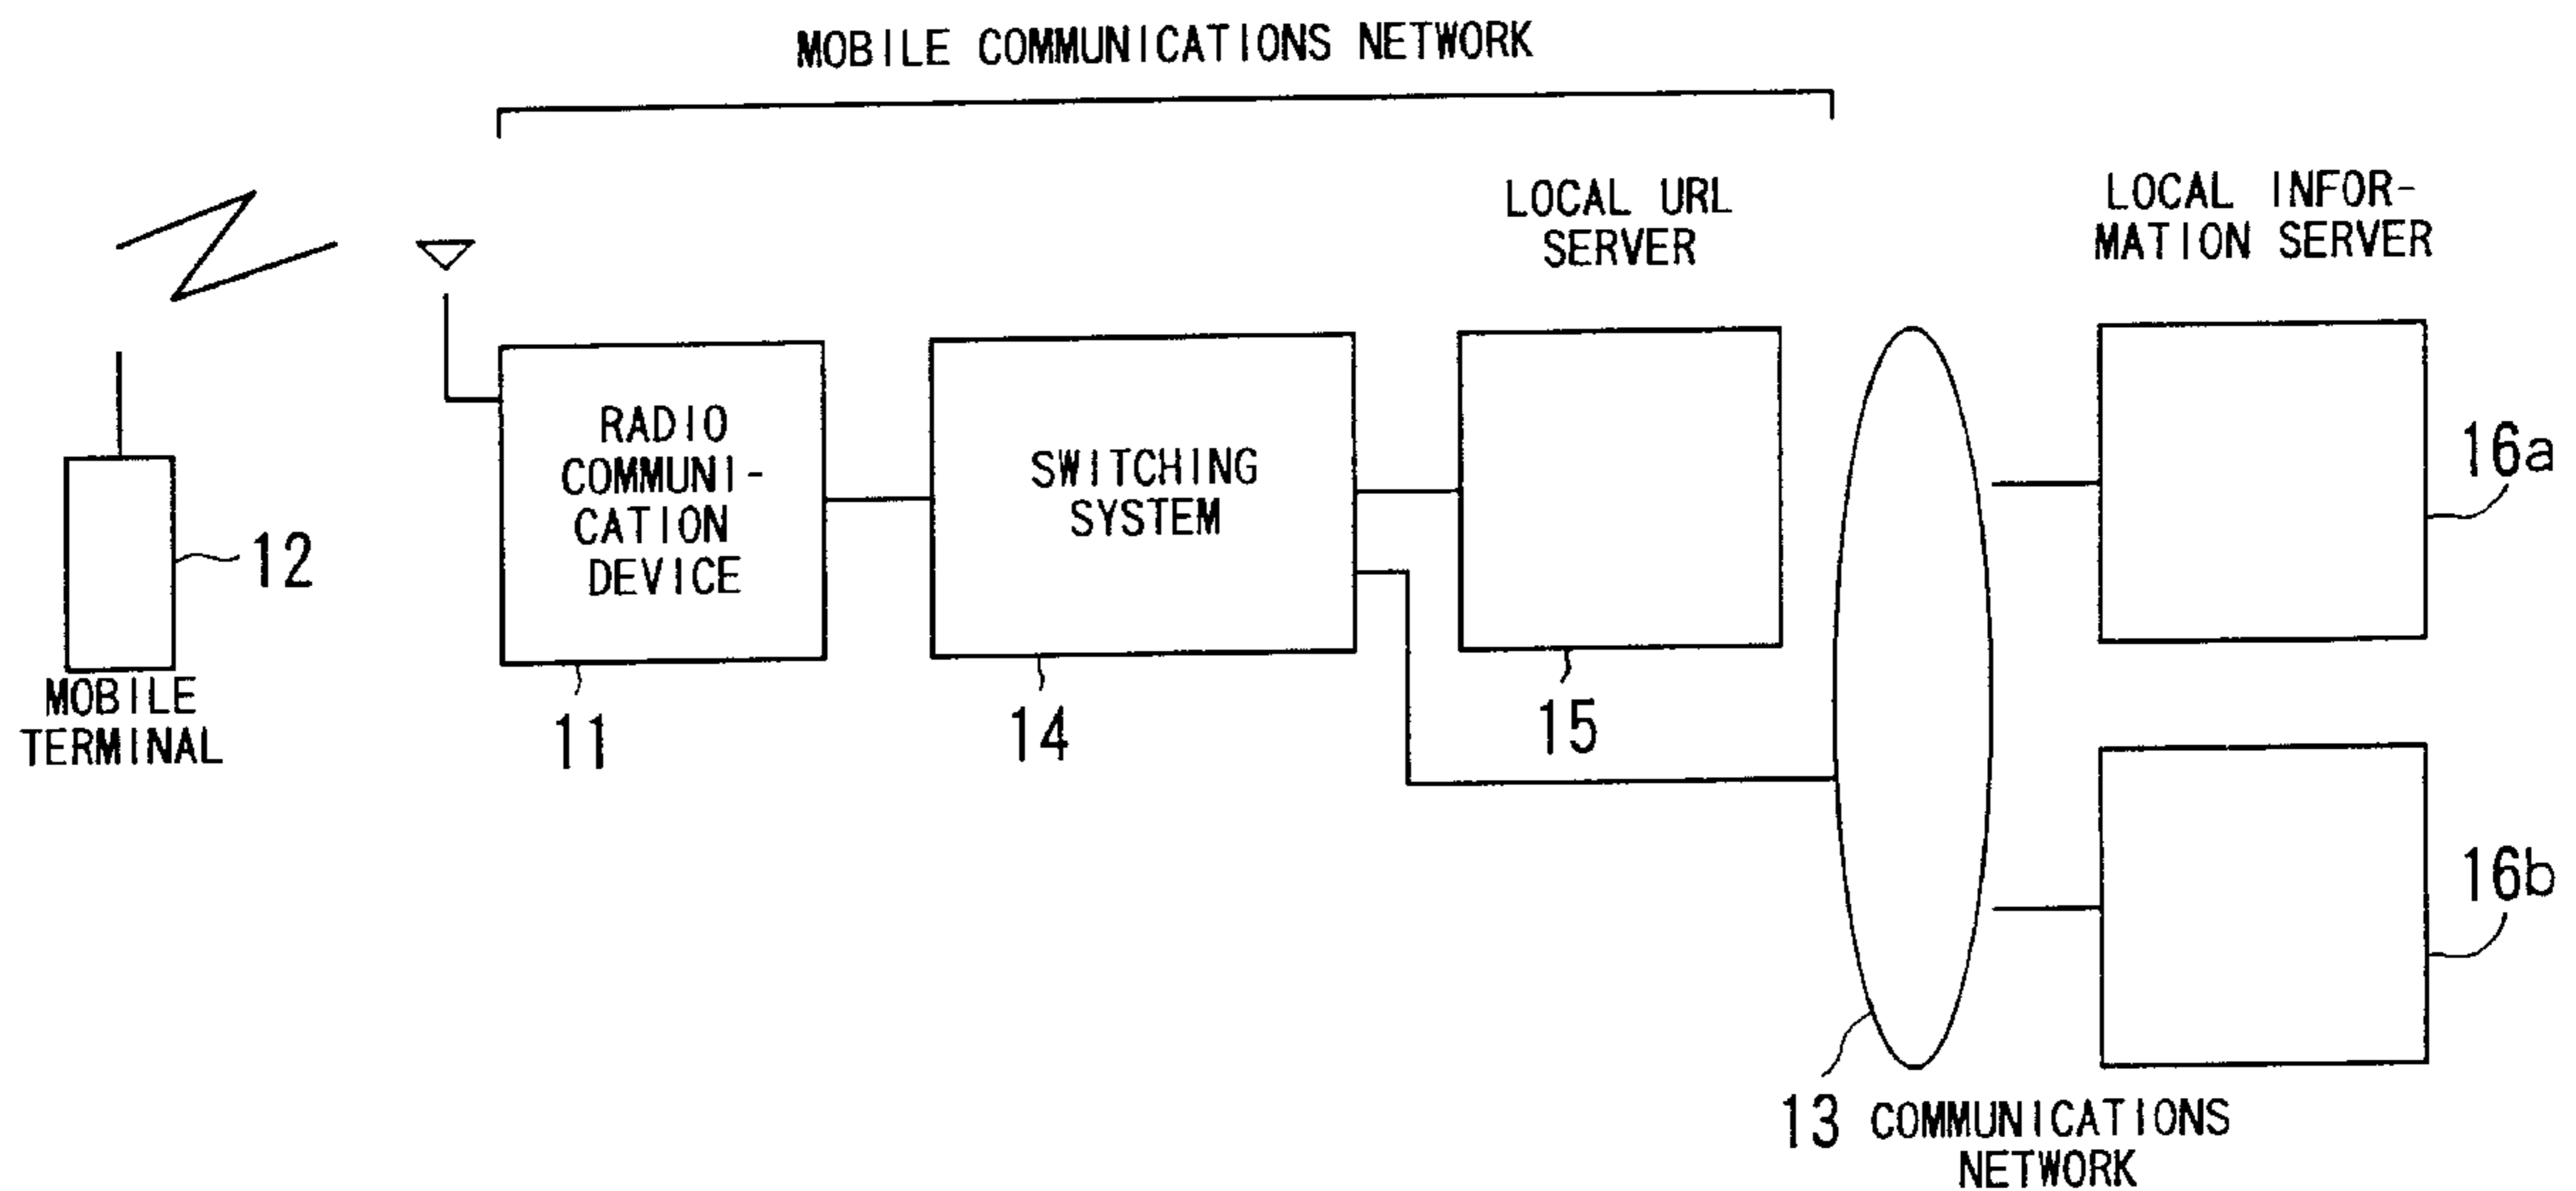 MOBILE COMMUNICATIONS NETWORK
LOCAL URL
SERVER
LOCAL INFOR-
MATION SERVER
RADIO
COMMUNI-
CATION
DEVICE
SWITCHING
SYSTEM
16a
12
MOBILE
TERMINAL
11
14
15
16b
13 COMMUNICATIONS
NETWORK